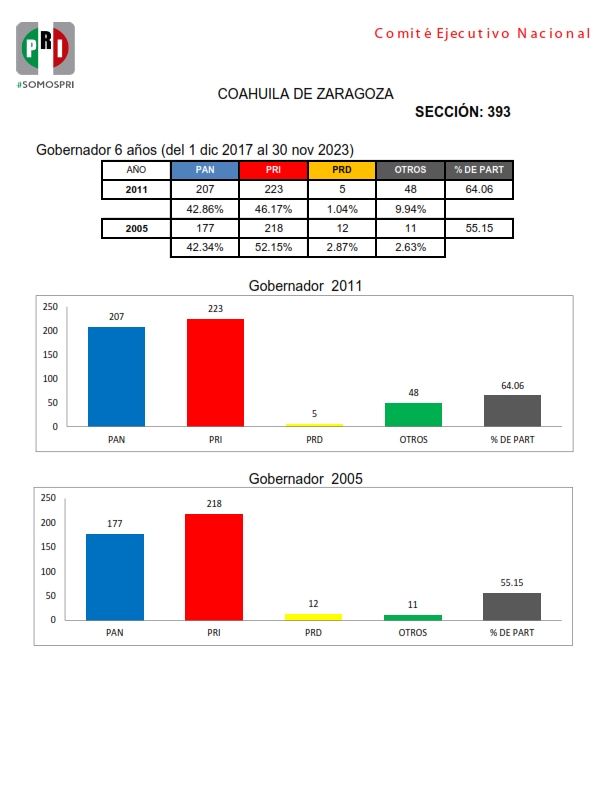 Comité Ejecutivo Nacional
PRI
#SOMOSPRI
COAHUILA DE ZARAGOZA
SECCIÓN: 393
Gobernador 6 años (del 1 dic 2017 al 30 nov 2023)
AÑO PAN PRI PRD OTROS % DE PART
2011 207 223 5 48 64.06
42.86% 46.17% 1.04% 9.94%
2005 177 218 12 11 55.15
42.34% 52.15% 2.87% 2.63%
Gobernador 2011
250
200
150
100
50
0
207 223 5 48 64.06
PAN PRI PRD OTROS % DE PART
Gobernador 2005
250
200
150
100
50
0
177 218 12 11 55.15
PAN PRI PRD OTROS % DE PART